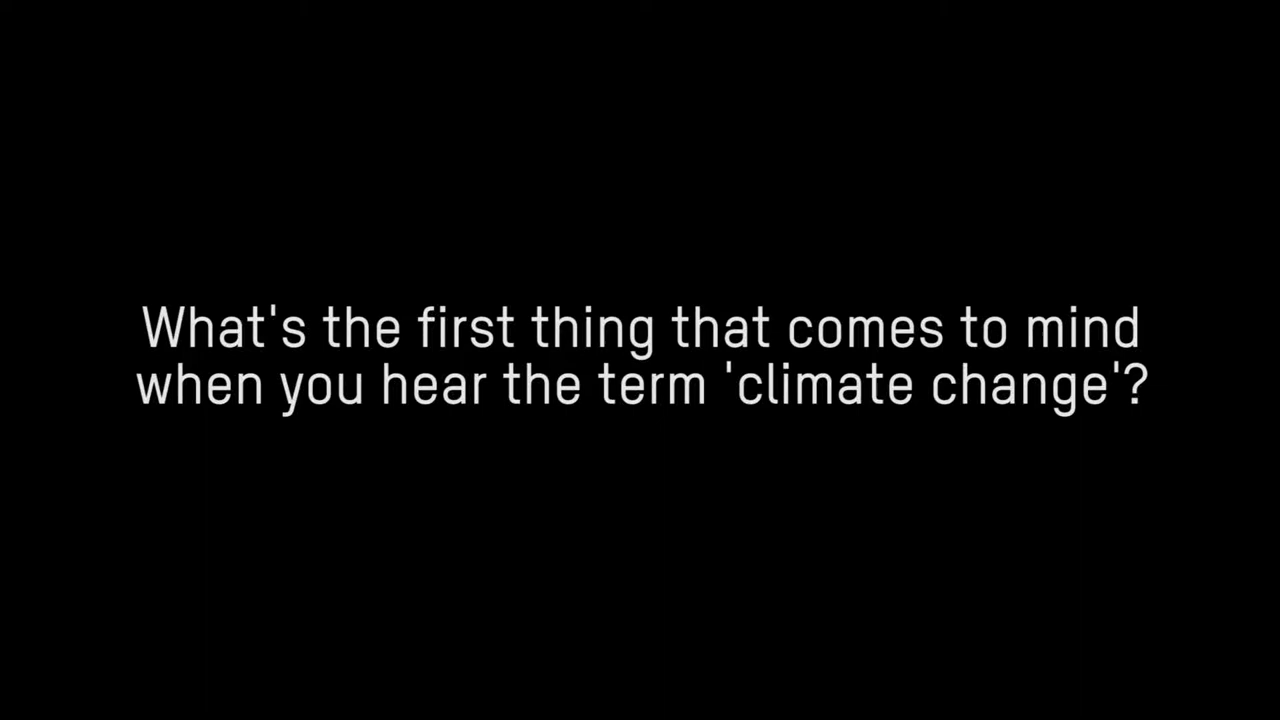 What's the first thing that comes to mind
when you hear the term 'climate change'?